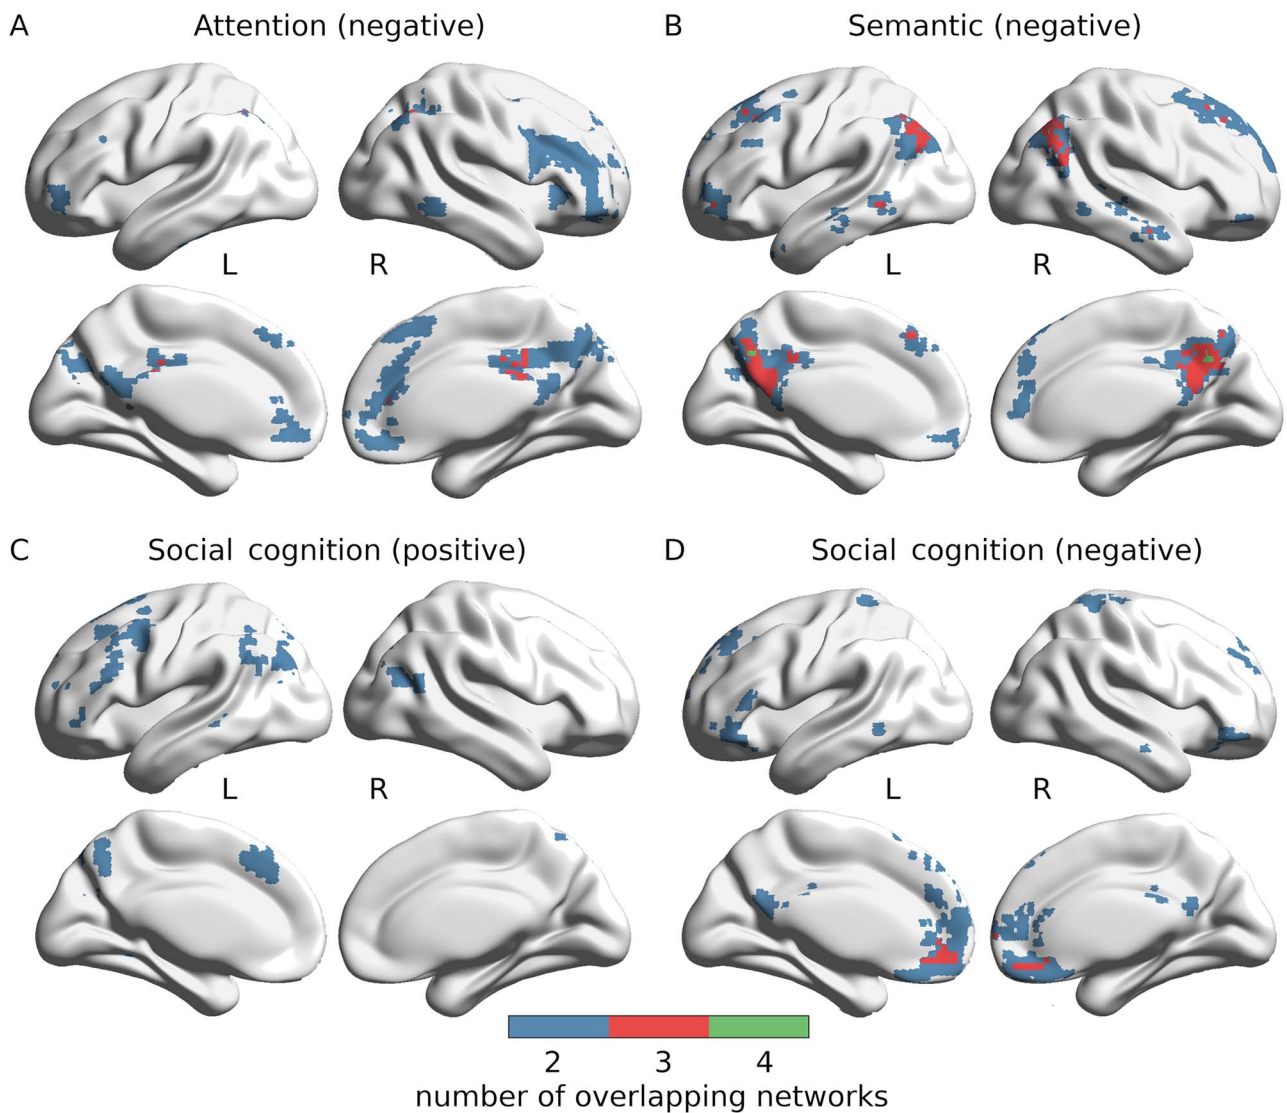 A Attention (negative)
B Semantic (negative)
L R
L R
C Social cognition (positive)
D Social cognition (negative)
L R
L R
2 3 4
number of overlapping networks